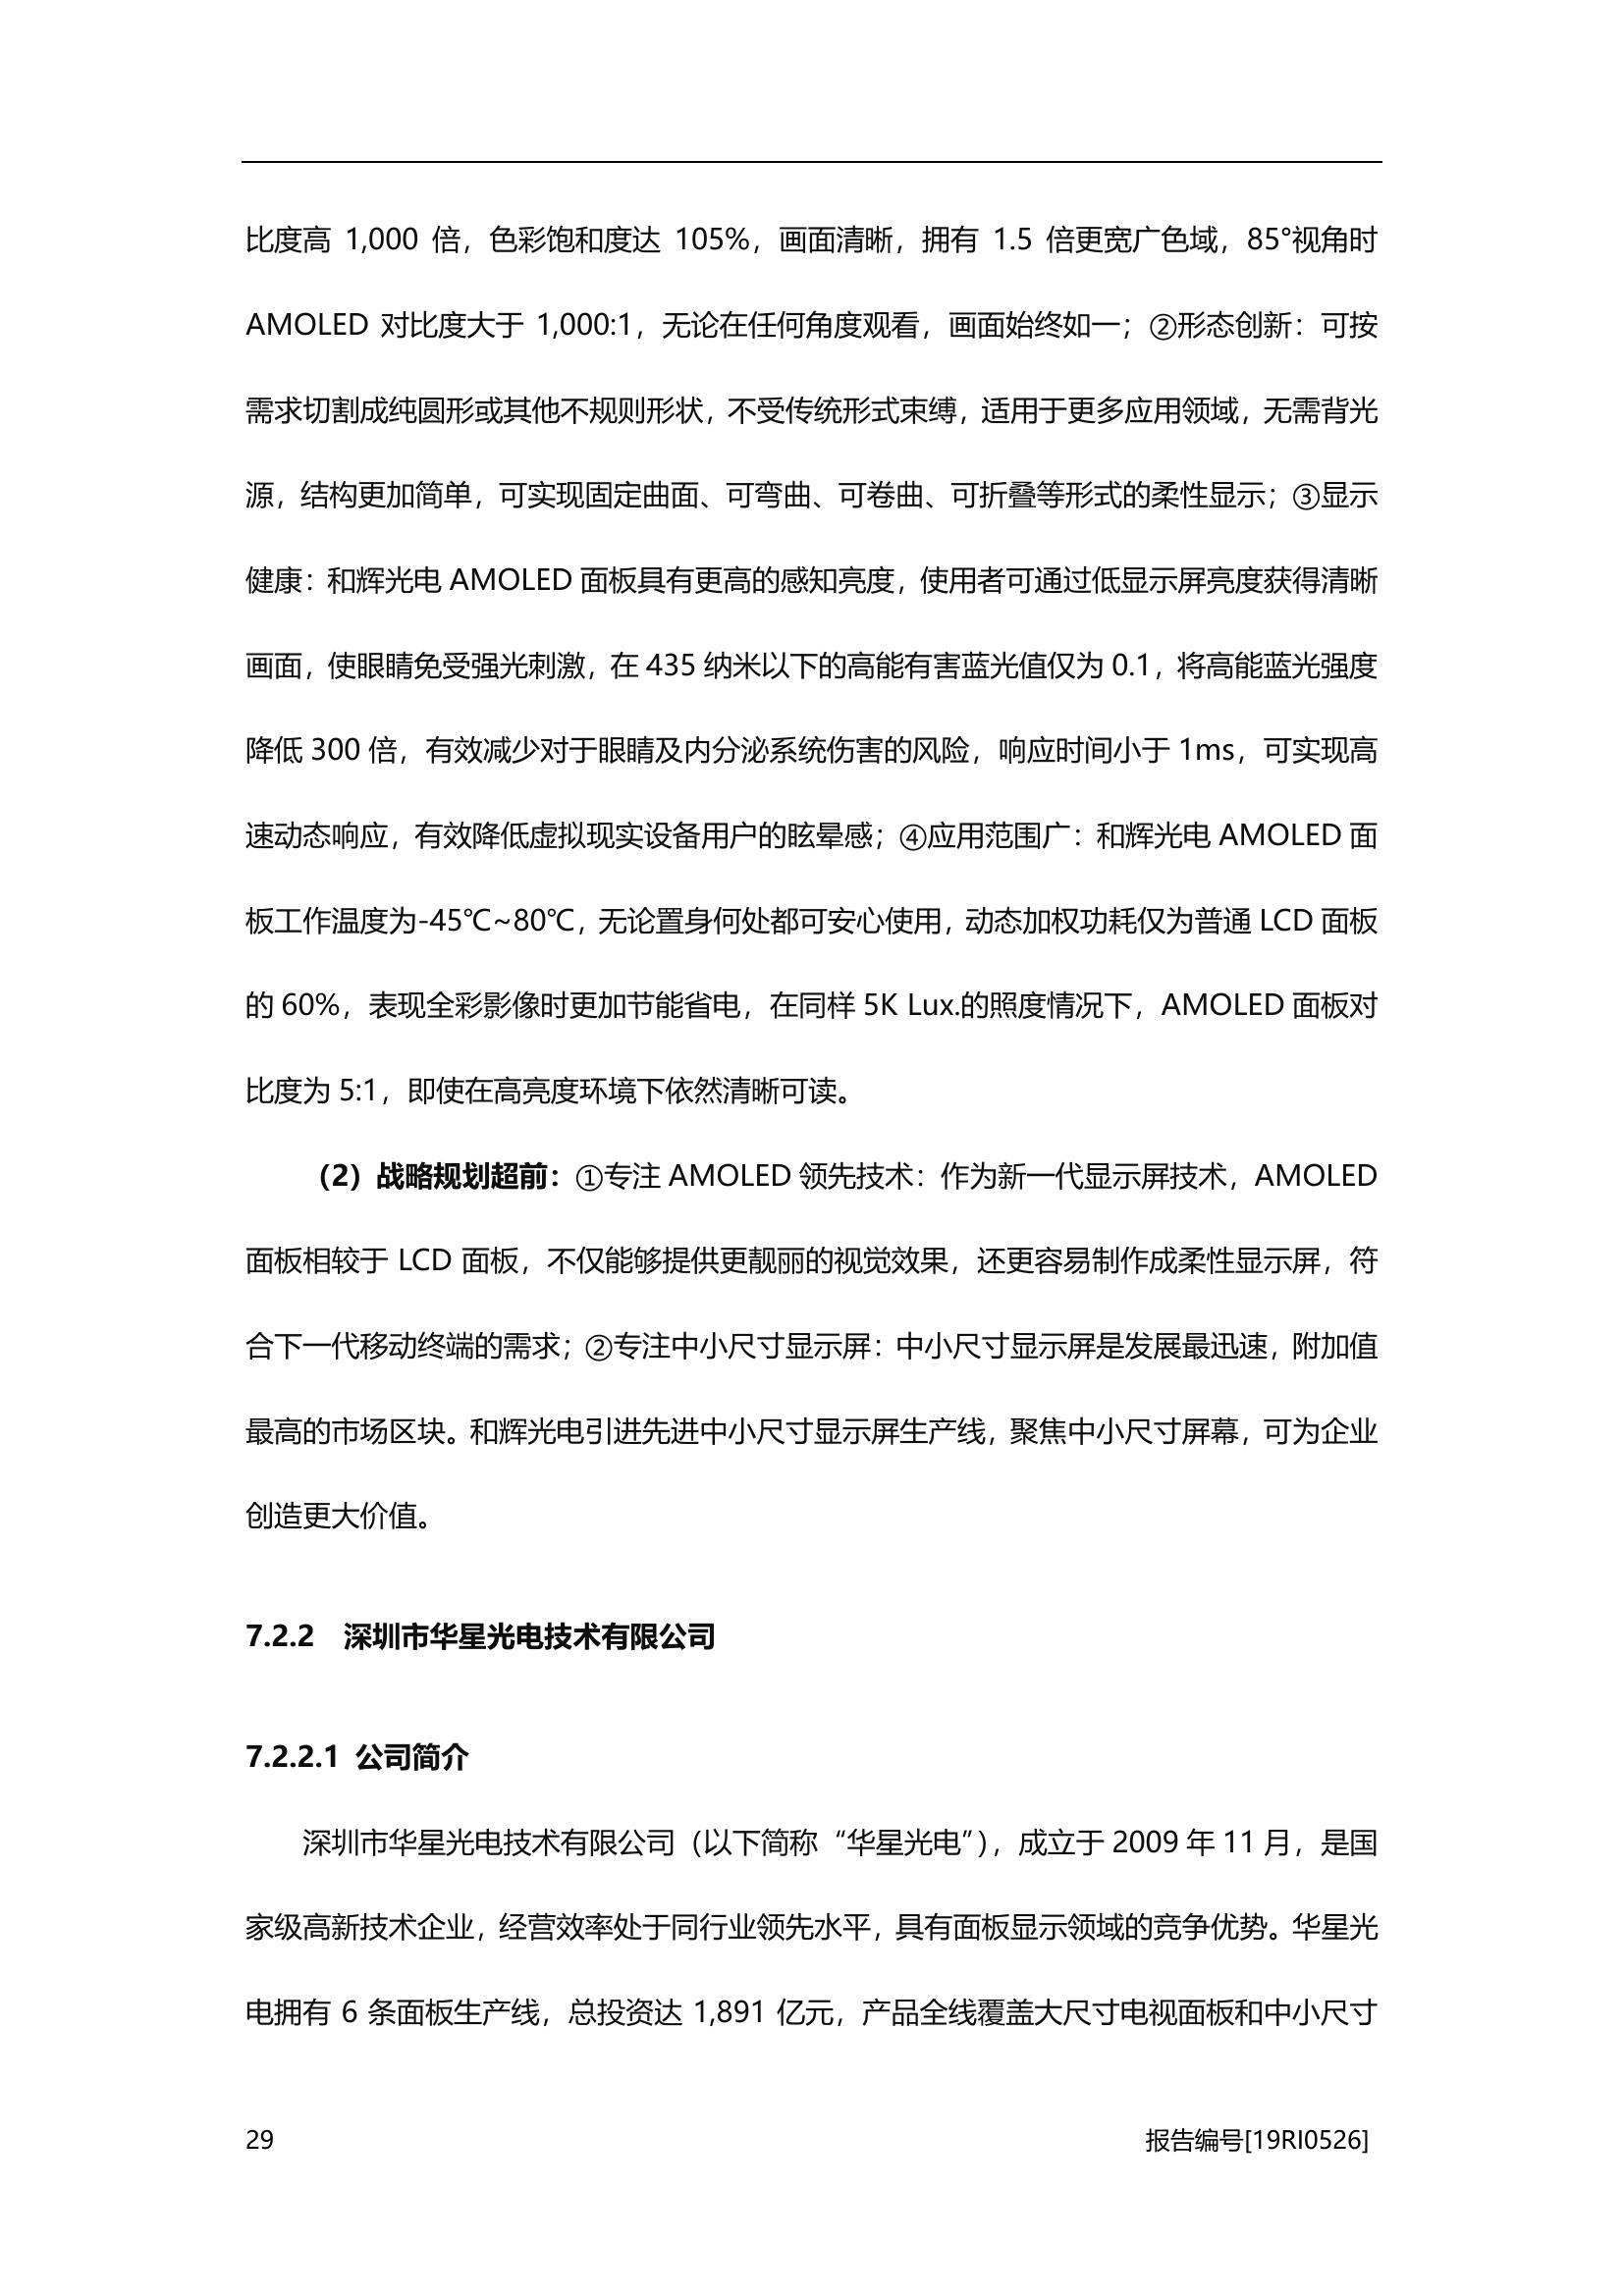 比度高 1,000 倍，色彩饱和度达 105%，画面清晰，拥有 1.5 倍更宽广色域，85°视角时
AMOLED 对比度大于 1,000:1，无论在任何角度观看，画面始终如一；②形态创新：可按
需求切割成纯圆形或其他不规则形状，不受传统形式束缚，适用于更多应用领域，无需背光
源，结构更加简单，可实现固定曲面、可弯曲、可卷曲、可折叠等形式的柔性显示；③显示
健康：和辉光电 AMOLED 面板具有更高的感知亮度，使用者可通过低显示屏亮度获得清晰
画面，使眼睛免受强光刺激，在 435 纳米以下的高能有害蓝光值仅为 0.1，将高能蓝光强度
降低 300 倍，有效减少对于眼睛及内分泌系统伤害的风险，响应时间小于 1ms，可实现高
速动态响应，有效降低虚拟现实设备用户的眩晕感；④应用范围广：和辉光电 AMOLED 面
板工作温度为-45℃~80℃，无论置身何处都可安心使用，动态加权功耗仅为普通 LCD 面板
的 60%，表现全彩影像时更加节能省电，在同样 5K Lux.的照度情况下，AMOLED 面板对
比度为 5:1，即使在高亮度环境下依然清晰可读。
（2）战略规划超前：①专注 AMOLED 领先技术：作为新一代显示屏技术，AMOLED
面板相较于 LCD 面板，不仅能够提供更靓丽的视觉效果，还更容易制作成柔性显示屏，符
合下一代移动终端的需求；②专注中小尺寸显示屏：中小尺寸显示屏是发展最迅速，附加值
最高的市场区块。和辉光电引进先进中小尺寸显示屏生产线，聚焦中小尺寸屏幕，可为企业
创造更大价值。
7.2.2 深圳市华星光电技术有限公司
7.2.2.1 公司简介
深圳市华星光电技术有限公司（以下简称“华星光电”），成立于 2009 年 11 月，是国
家级高新技术企业，经营效率处于同行业领先水平，具有面板显示领域的竞争优势。华星光
电拥有 6 条面板生产线，总投资达 1,891 亿元，产品全线覆盖大尺寸电视面板和中小尺寸
29 报告编号[19RI0526]